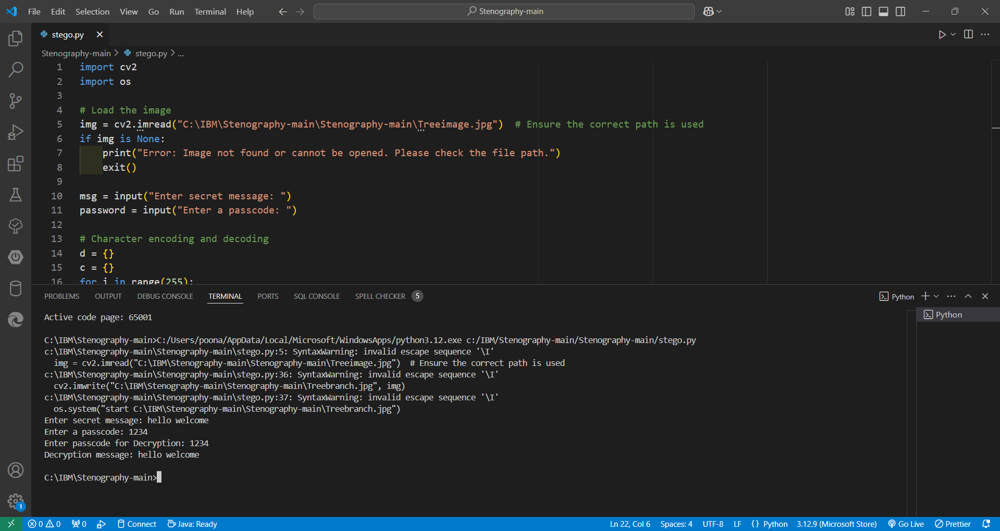 File Edit Selection View Go Run Terminal Help
Stenography-main
stego.py
Stenography-main > stego.py > ...
1 import cv2
2 import os
3
4 # Load the image
5 img = cv2.imread("C:\IBM\Stenography-main\Stenography-main\Treeimage.jpg")  # Ensure the correct path is used
6 if img is None:
7     print("Error: Image not found or cannot be opened. Please check the file path.")
8     exit()
9
10 msg = input("Enter secret message: ")
11 password = input("Enter a passcode: ")
12
13 # Character encoding and decoding
14 d = {}
15 c = {}
16 for i in range(255):
PROBLEMS OUTPUT DEBUG CONSOLE TERMINAL PORTS SQL CONSOLE SPELL CHECKER 5
Python
Python
Active code page: 65001
C:\IBM\Stenography-main>C:/Users/poona/AppData/Local/Microsoft/WindowsApps/python3.12.exe c:/IBM/Stenography-main/Stenography-main/stego.py
c:\IBM\Stenography-main\Stenography-main\stego.py:5: SyntaxWarning: invalid escape sequence '\I'
  img = cv2.imread("C:\IBM\Stenography-main\Stenography-main\Treeimage.jpg")  # Ensure the correct path is used
c:\IBM\Stenography-main\Stenography-main\stego.py:36: SyntaxWarning: invalid escape sequence '\I'
  cv2.imwrite("C:\IBM\Stenography-main\Stenography-main\Treebranch.jpg", img)
c:\IBM\Stenography-main\Stenography-main\stego.py:37: SyntaxWarning: invalid escape sequence '\I'
  os.system("start C:\IBM\Stenography-main\Stenography-main\Treebranch.jpg")
Enter secret message: hello welcome
Enter a passcode: 1234
Enter passcode for Decryption: 1234
Decryption message: hello welcome
C:\IBM\Stenography-main>
1
0 0 0 Connect Java: Ready Ln 22, Col 6 Spaces: 4 UTF-8 LF {} Python 3.12.9 (Microsoft Store) Go Live Prettier